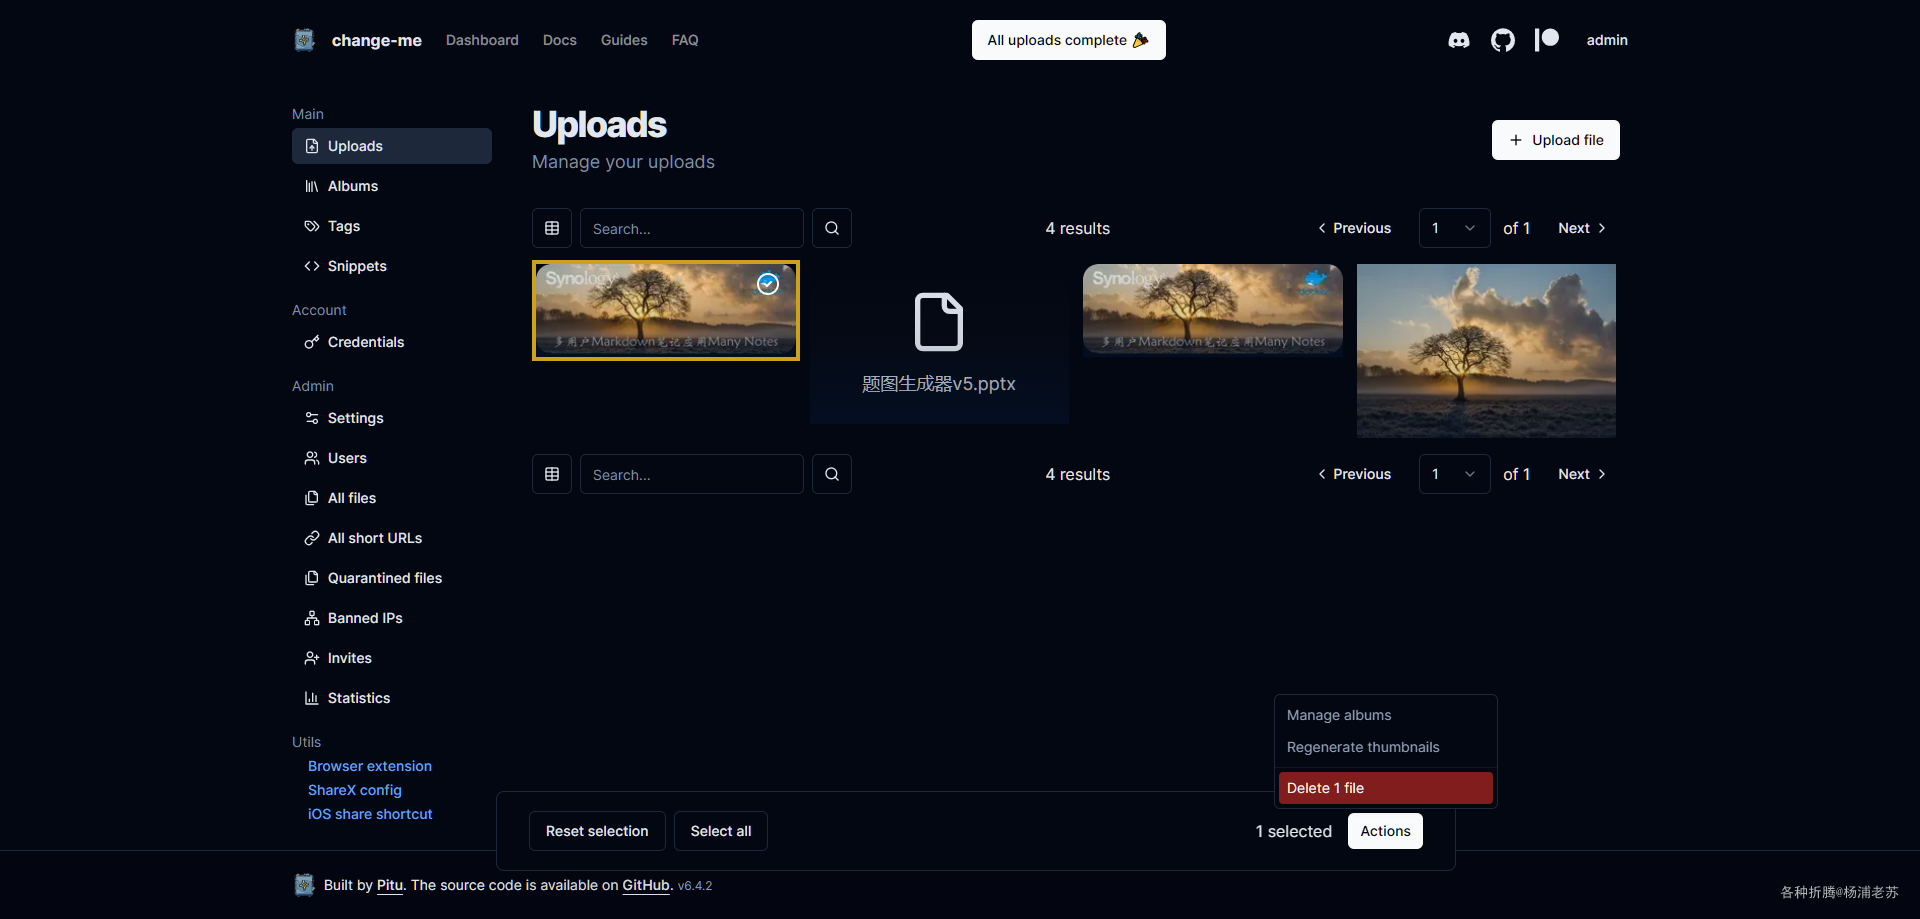 change-me
Dashboard
Docs
Guides
FAQ
All uploads complete 🎉
admin
Main
Uploads
Albums
Tags
Snippets
Account
Credentials
Admin
Settings
Users
All files
All short URLs
Quarantined files
Banned IPs
Invites
Statistics
Utils
Browser extension
ShareX config
iOS share shortcut
Uploads
Manage your uploads
Upload file
Search...
4 results
Previous
1
of 1
Next
Synology
多用户Markdown笔记应用Many Notes
题图生成器v5.pptx
Synology
多用户Markdown笔记应用Many Notes
Search...
4 results
Previous
1
of 1
Next
Manage albums
Regenerate thumbnails
Delete 1 file
Reset selection
Select all
1 selected
Actions
Built by Pitu. The source code is available on GitHub. v6.4.2
各种折腾@杨浦老苏